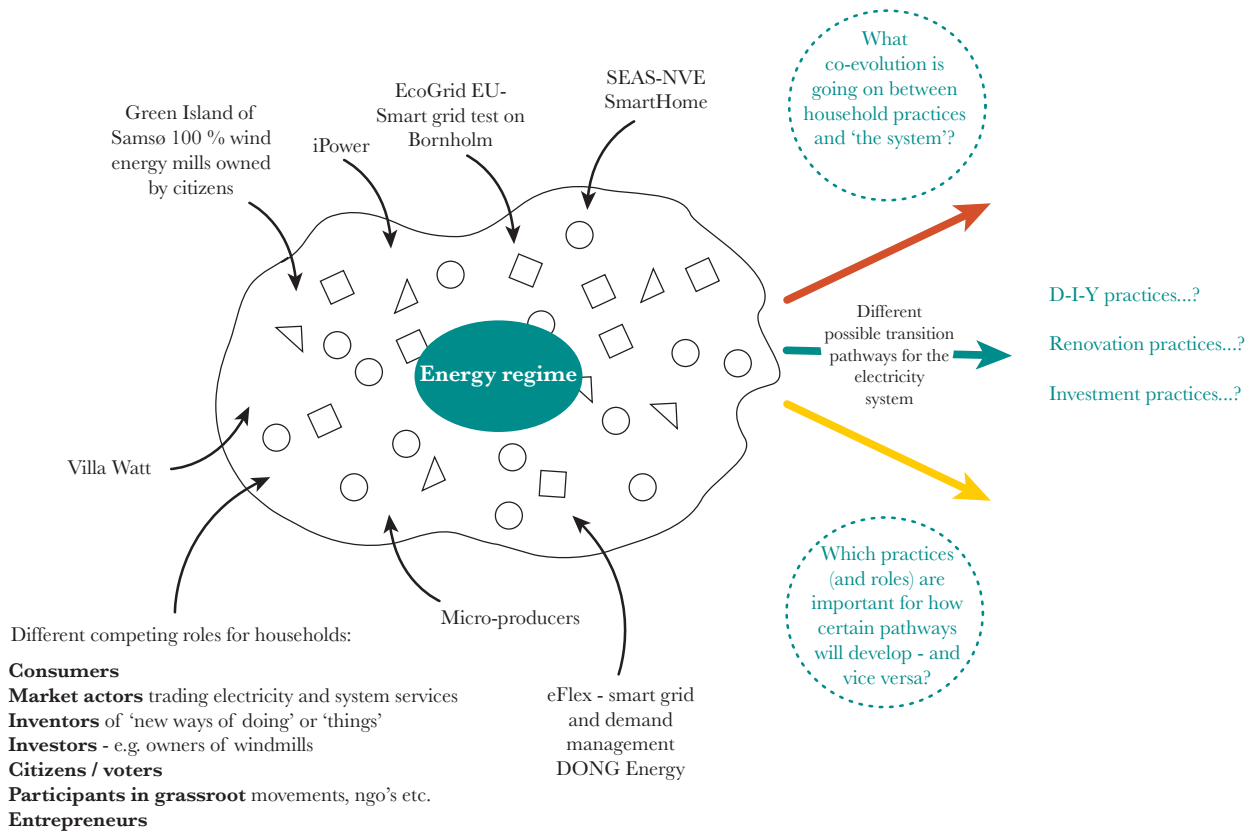 Green Island of
Samsø 100 % wind
energy mills owned
by citizens
iPower
EcoGrid EU-
Smart grid test on
Bornholm
SEAS-NVE
SmartHome
What
co-evolution is
going on between
household practices
and ‘the system’?
Energy regime
Different
possible transition
pathways for the
electricity
system
D-I-Y practices...?
Renovation practices...?
Investment practices...?
Villa Watt
Micro-producers
Which practices
(and roles) are
important for how
certain pathways
will develop - and
vice versa?
Different competing roles for households:
Consumers
Market actors trading electricity and system services
Inventors of ‘new ways of doing’ or ‘things’
Investors - e.g. owners of windmills
Citizens / voters
Participants in grassroot movements, ngo’s etc.
Entrepreneurs
eFlex - smart grid
and demand
management
DONG Energy